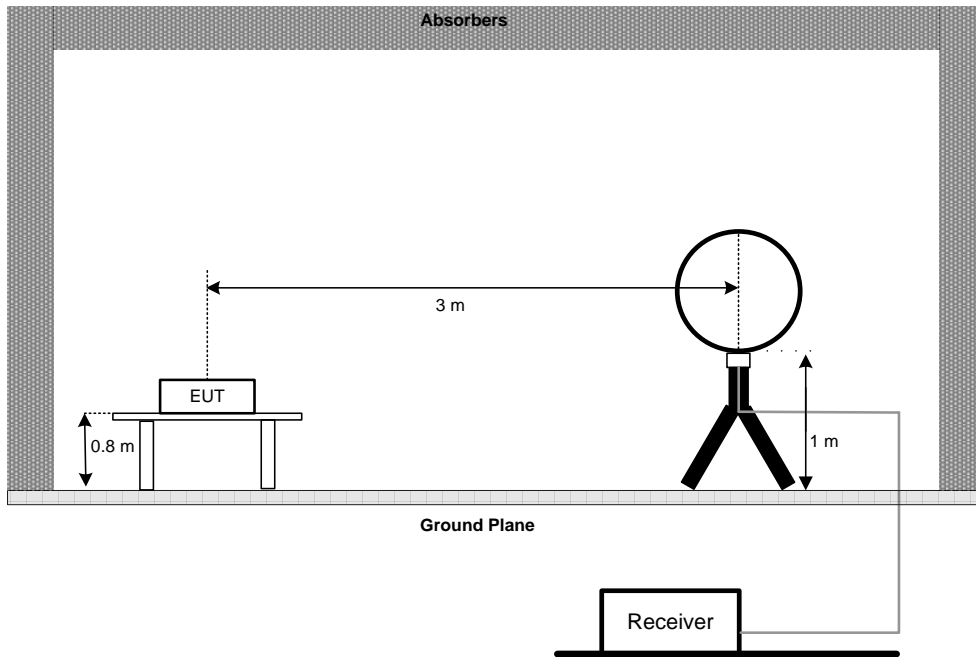 Absorbers
3 m
EUT
0.8 m
1 m
Ground Plane
Receiver